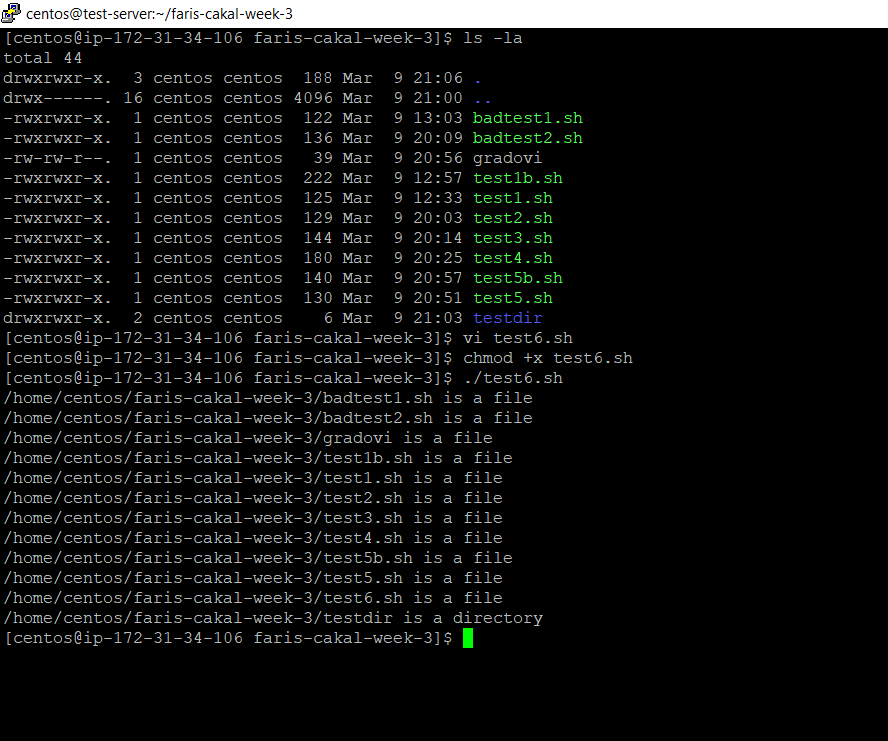 centos@test-server:~/faris-cakal-week-3
[centos@ip-172-31-34-106 faris-cakal-week-3]$ ls -la
total 44
drwxrwxr-x.  3 centos centos  188 Mar  9 21:06 .
drwx------. 16 centos centos 4096 Mar  9 21:00 ..
-rwxrwxr-x.  1 centos centos  122 Mar  9 13:03 badtest1.sh
-rwxrwxr-x.  1 centos centos  136 Mar  9 20:09 badtest2.sh
-rw-rw-r--.  1 centos centos   39 Mar  9 20:56 gradovi
-rwxrwxr-x.  1 centos centos  222 Mar  9 12:57 test1b.sh
-rwxrwxr-x.  1 centos centos  125 Mar  9 12:33 test1.sh
-rwxrwxr-x.  1 centos centos  129 Mar  9 20:03 test2.sh
-rwxrwxr-x.  1 centos centos  144 Mar  9 20:14 test3.sh
-rwxrwxr-x.  1 centos centos  180 Mar  9 20:25 test4.sh
-rwxrwxr-x.  1 centos centos  140 Mar  9 20:57 test5b.sh
-rwxrwxr-x.  1 centos centos  130 Mar  9 20:51 test5.sh
drwxrwxr-x.  2 centos centos    6 Mar  9 21:03 testdir
[centos@ip-172-31-34-106 faris-cakal-week-3]$ vi test6.sh
[centos@ip-172-31-34-106 faris-cakal-week-3]$ chmod +x test6.sh
[centos@ip-172-31-34-106 faris-cakal-week-3]$ ./test6.sh
/home/centos/faris-cakal-week-3/badtest1.sh is a file
/home/centos/faris-cakal-week-3/badtest2.sh is a file
/home/centos/faris-cakal-week-3/gradovi is a file
/home/centos/faris-cakal-week-3/test1b.sh is a file
/home/centos/faris-cakal-week-3/test1.sh is a file
/home/centos/faris-cakal-week-3/test2.sh is a file
/home/centos/faris-cakal-week-3/test3.sh is a file
/home/centos/faris-cakal-week-3/test4.sh is a file
/home/centos/faris-cakal-week-3/test5b.sh is a file
/home/centos/faris-cakal-week-3/test5.sh is a file
/home/centos/faris-cakal-week-3/test6.sh is a file
/home/centos/faris-cakal-week-3/testdir is a directory
[centos@ip-172-31-34-106 faris-cakal-week-3]$